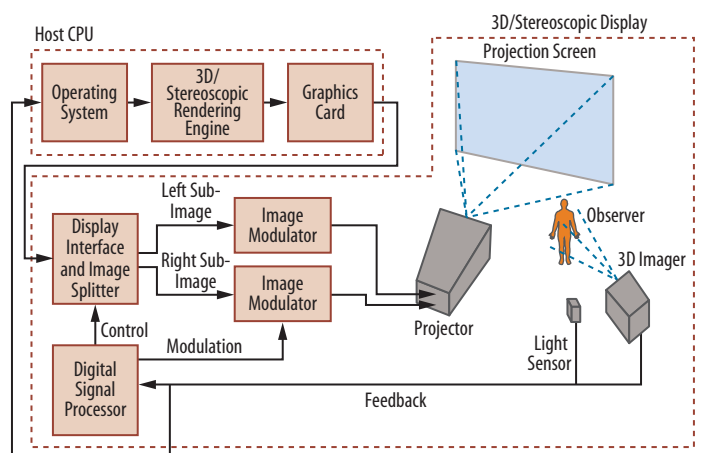 3D/Stereoscopic Display
Host CPU
Projection Screen
Operating
System
3D/
Stereoscopic
Rendering
Engine
Graphics
Card
Left Sub-
Image
Image
Modulator
Observer
Display
Interface
and Image
Splitter
Right Sub-
Image
Image
Modulator
3D Imager
Projector
Control
Modulation
Light
Sensor
Digital
Signal
Processor
Feedback